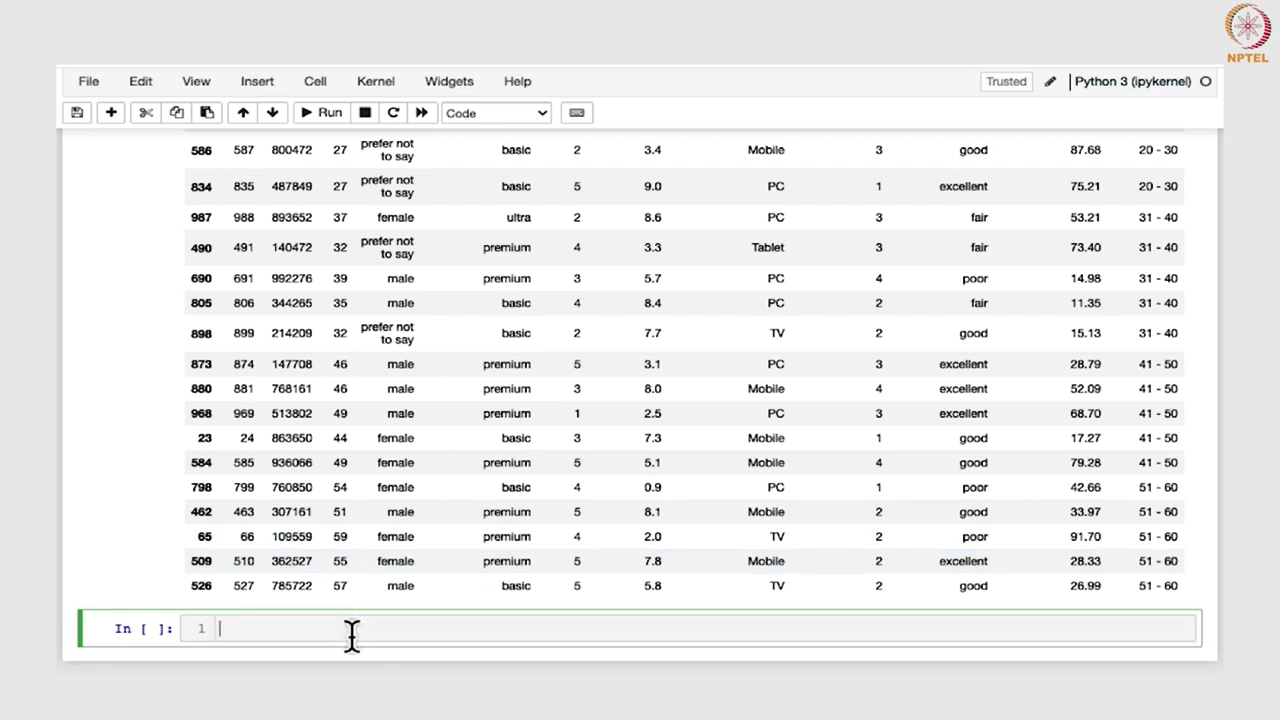 NPTEL
File Edit View Insert Cell Kernel Widgets Help Trusted Python 3 (ipykernel)
Run Code
586 587 800472 27 prefer not to say basic 2 3.4 Mobile 3 good 87.68 20 - 30
834 835 487849 27 prefer not to say basic 5 9.0 PC 1 excellent 75.21 20 - 30
987 988 893652 37 female ultra 2 8.6 PC 3 fair 53.21 31 - 40
490 491 140472 32 prefer not to say premium 4 3.3 Tablet 3 fair 73.40 31 - 40
690 691 992276 39 male premium 3 5.7 PC 4 poor 14.98 31 - 40
805 806 344265 35 male basic 4 8.4 PC 2 fair 11.35 31 - 40
898 899 214209 32 prefer not to say basic 2 7.7 TV 2 good 15.13 31 - 40
873 874 147708 46 male premium 5 3.1 PC 3 excellent 28.79 41 - 50
880 881 768161 46 male premium 3 8.0 Mobile 4 excellent 52.09 41 - 50
968 969 513802 49 male premium 1 2.5 PC 3 excellent 68.70 41 - 50
23 24 863650 44 female basic 3 7.3 Mobile 1 good 17.27 41 - 50
584 585 936066 49 female premium 5 5.1 Mobile 4 good 79.28 41 - 50
798 799 760850 54 female basic 4 0.9 PC 1 poor 42.66 51 - 60
462 463 307161 51 male premium 5 8.1 Mobile 2 good 33.97 51 - 60
65 66 109559 59 female premium 4 2.0 TV 2 poor 91.70 51 - 60
509 510 362527 55 female premium 5 7.8 Mobile 2 excellent 28.33 51 - 60
526 527 785722 57 male basic 5 5.8 TV 2 good 26.99 51 - 60
In [ ]: 1